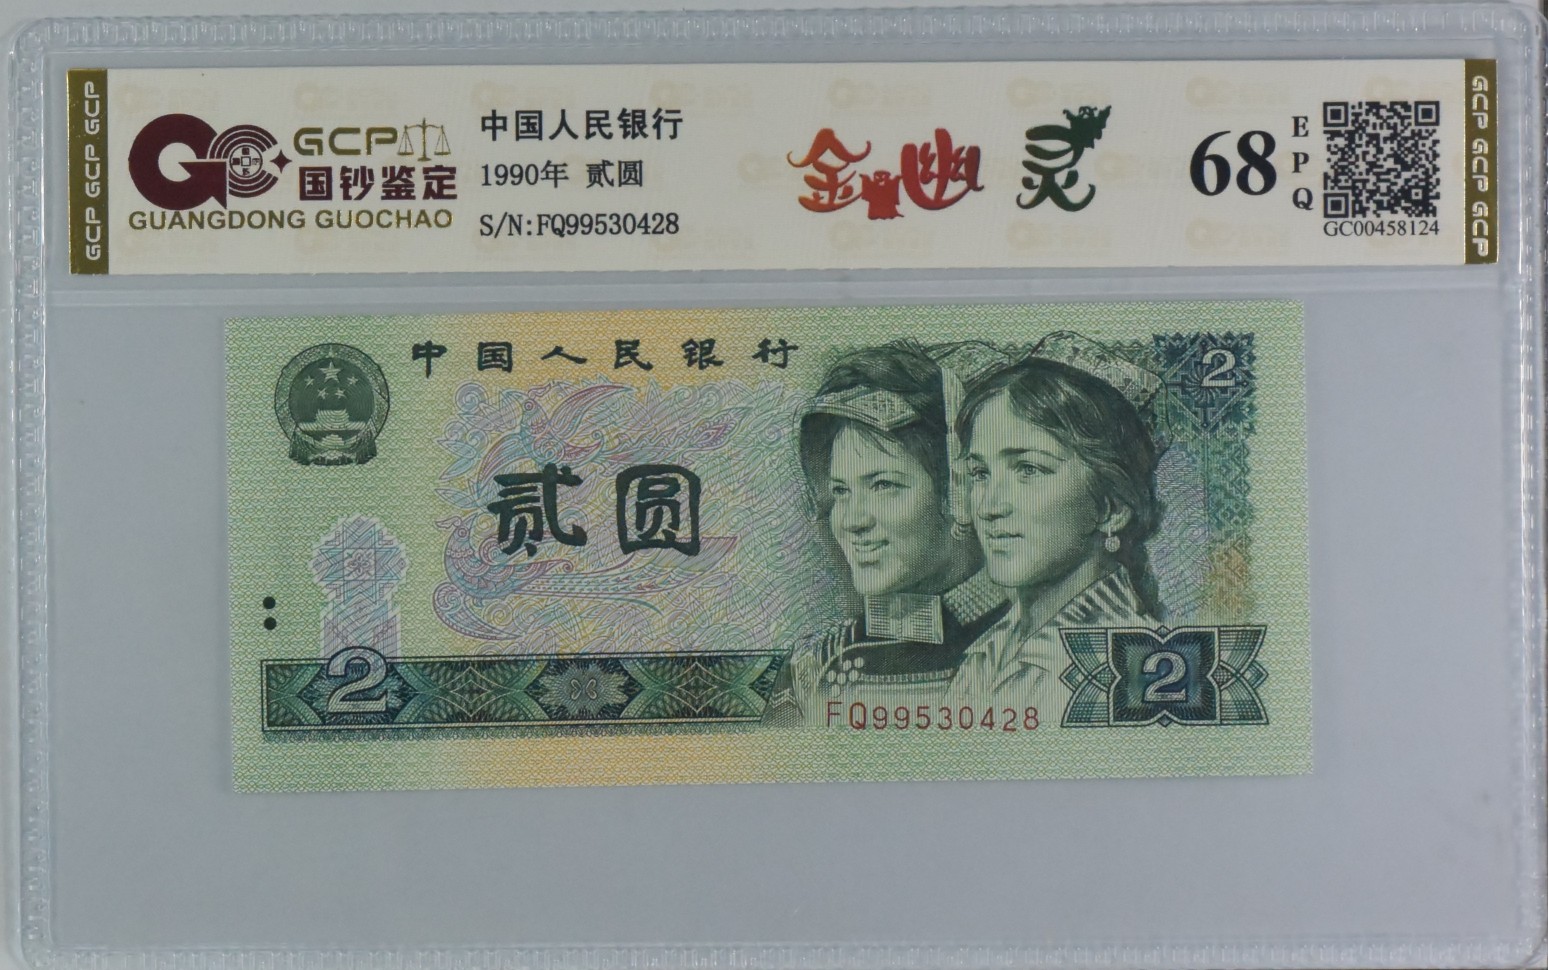 GCP GCP GCP
GCP
国钞鉴定
GUANGDONG GUOCHAO
中国人民银行
1990年 贰圆
S/N:FQ99530428
金幽灵
68
EPQ
GC00458124
GCP GCP GCP
中国人民银行
2
贰圆
2
2
FQ99530428